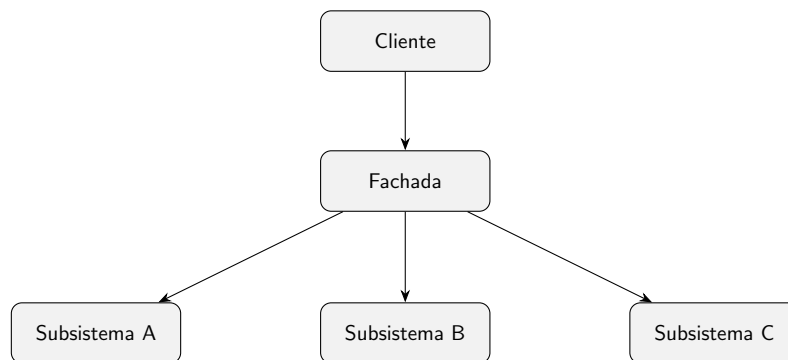 Cliente
Fachada
Subsistema A
Subsistema B
Subsistema C